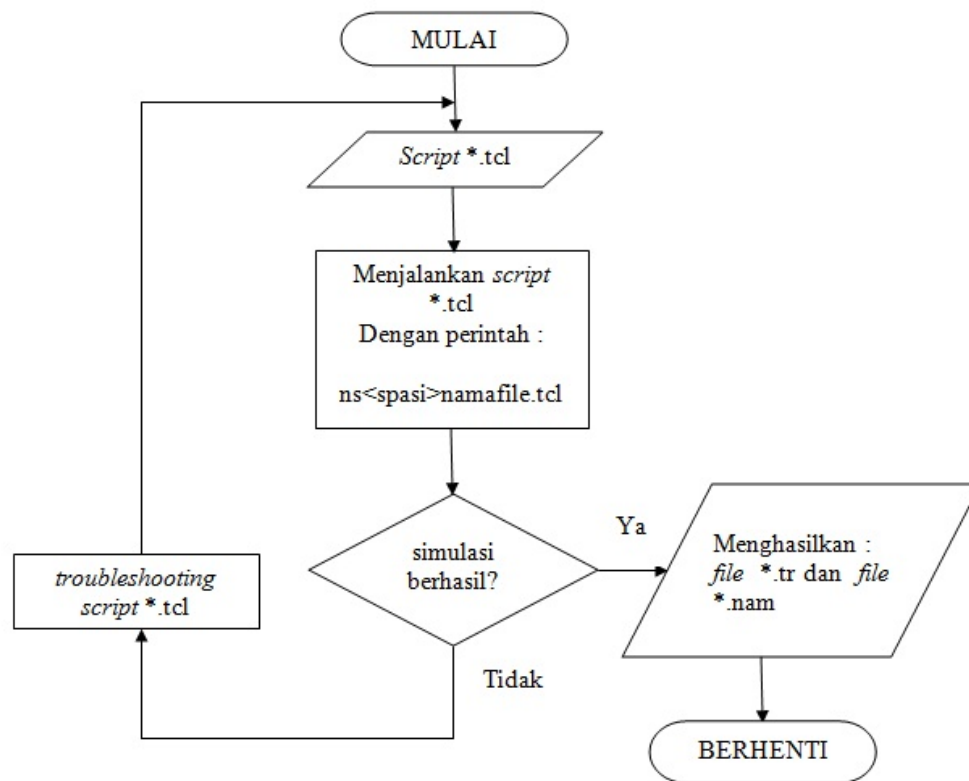 MULAI
Script *.tcl
Menjalankan script
*.tcl
Dengan perintah :
ns<spasi>namafile.tcl
simulasi
berhasil?
Ya
Menghasilkan :
file *.tr dan file
*.nam
troubleshooting
script *.tcl
Tidak
BERHENTI